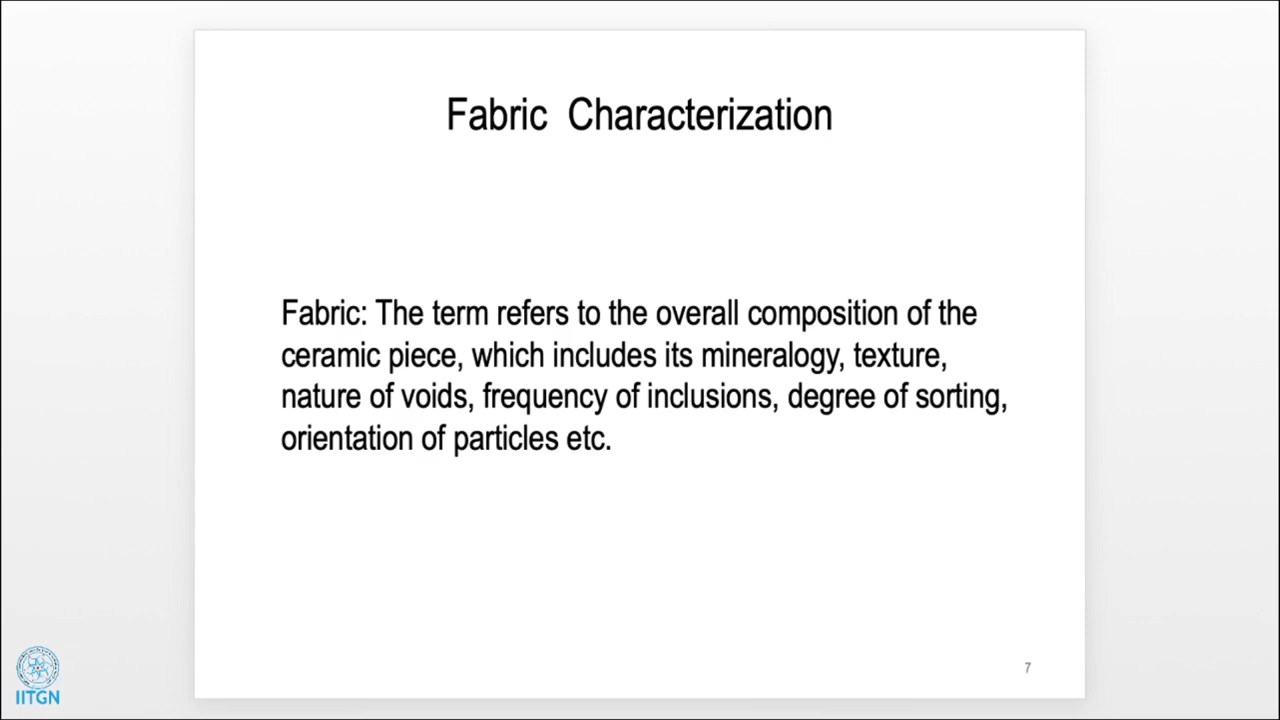 Fabric Characterization
Fabric: The term refers to the overall composition of the
ceramic piece, which includes its mineralogy, texture,
nature of voids, frequency of inclusions, degree of sorting,
orientation of particles etc.
7
IITGN